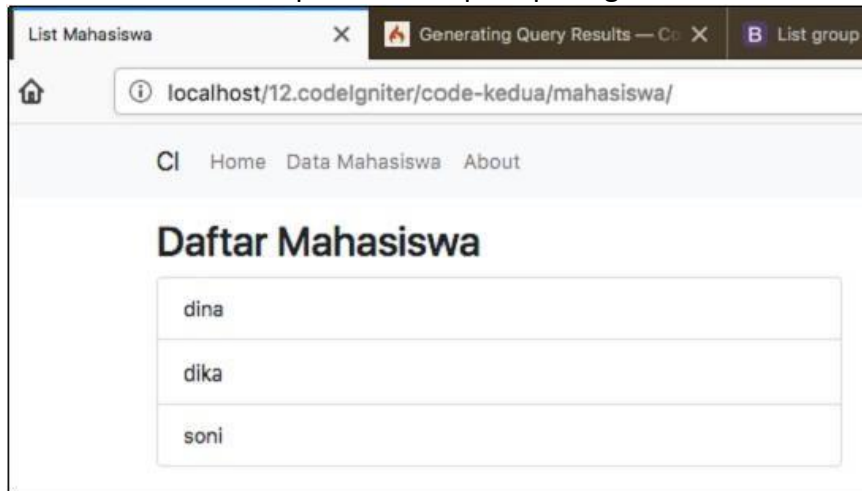 List Mahasiswa
Generating Query Results — Co
B List group
localhost/12.codeIgniter/code-kedua/mahasiswa/
CI Home Data Mahasiswa About
Daftar Mahasiswa
dina
dika
soni